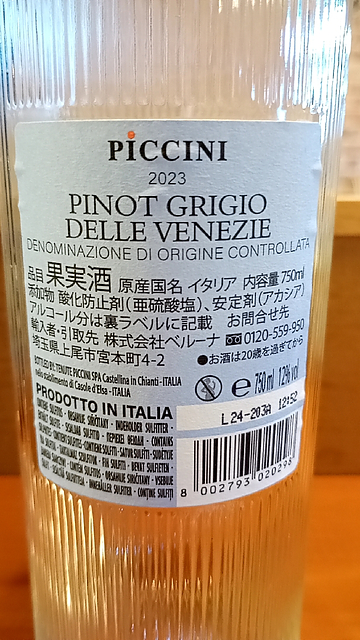 PICCINI
2023
PINOT GRIGIO
DELLE VENEZIE
DENOMINAZIONE DI ORIGINE CONTROLLATA
品目 果実酒 原産国名 イタリア 内容量 750ml
添加物 酸化防止剤（亜硫酸塩）、安定剤（アカシア）
アルコール分は裏ラベルに記載 お問合せ先
輸入者・引取先 株式会社ベルーナ 0120-559-950
埼玉県上尾市宮本町4-2 ●お酒は20歳を過ぎてから
BOTTLED BY: TENUTE PICCINI SPA Castellina in Chianti - ITALIA
nello stabilimento di Casole d'Elsa - ITALIA
PRODOTTO IN ITALIA
e 750 ml 12% vol
L 24-203A 12:52
CONTAINS
8 002793 020298